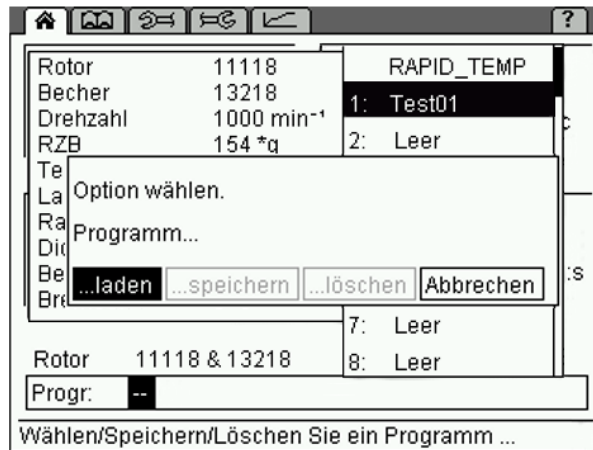 ?
Rotor 11118
Becher 13218
Drehzahl 1000 min⁻¹
RZB 154 *g
Te
La
Ra
Be
Bre
RAPID_TEMP
1: Test01
2: Leer
7: Leer
8: Leer
Option wählen.
Programm...
...laden ...speichern ...löschen Abbrechen
:s
Rotor 11118 & 13218
Progr: --
Wählen/Speichern/Löschen Sie ein Programm ...